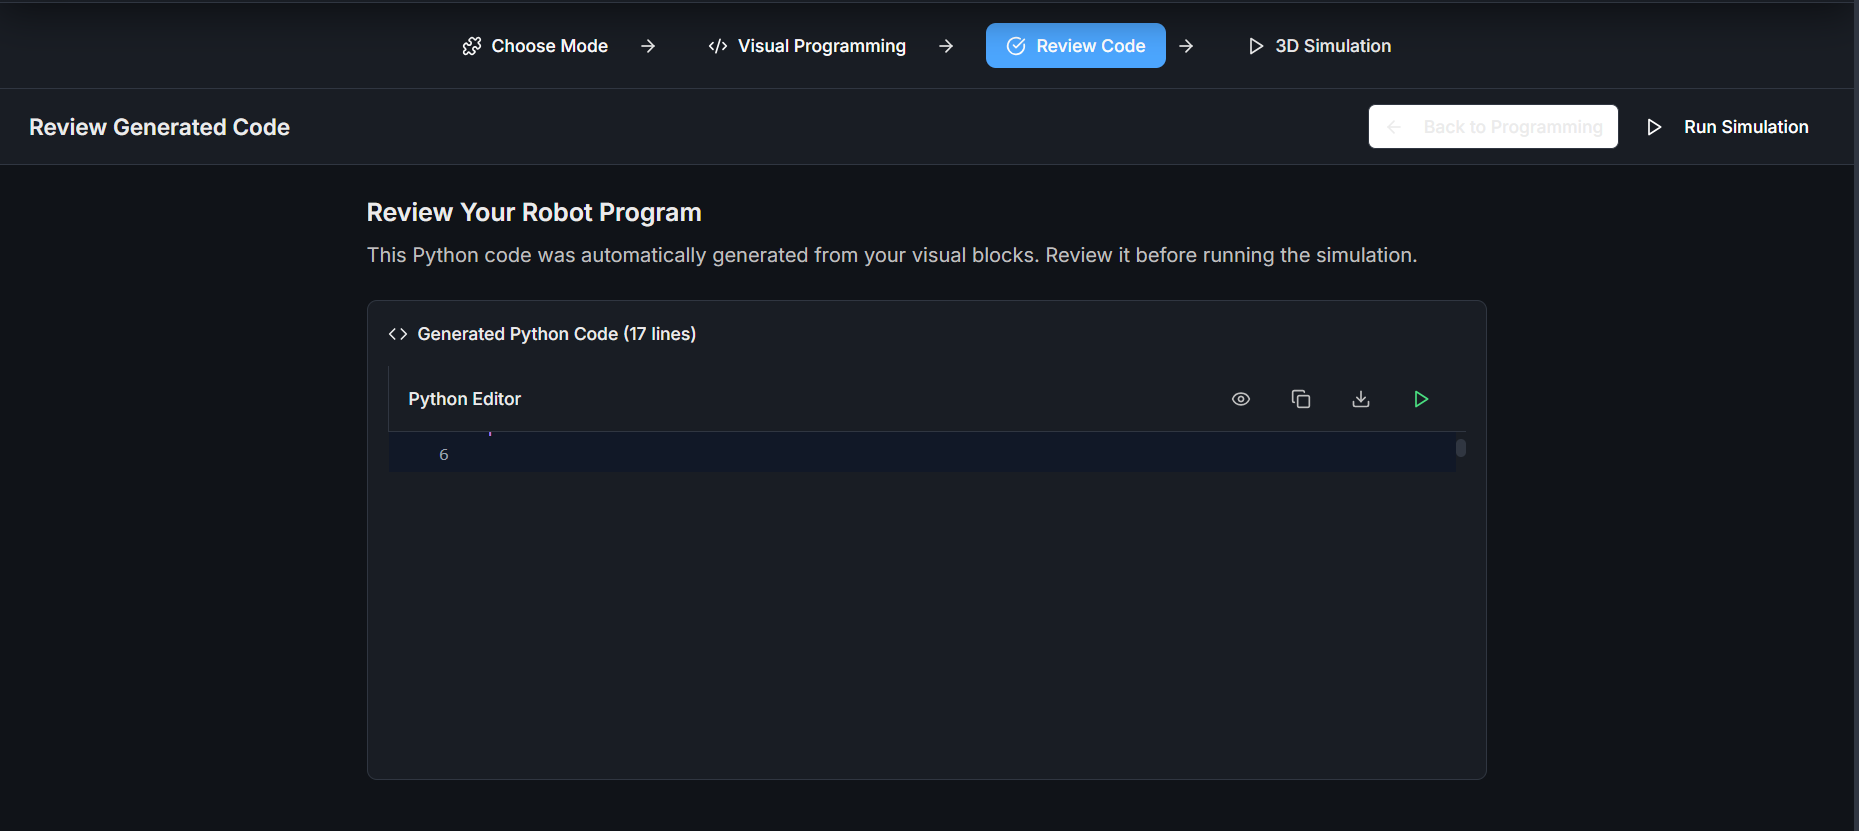 Choose Mode
Visual Programming
Review Code
3D Simulation
Review Generated Code
Back to Programming
Run Simulation
Review Your Robot Program
This Python code was automatically generated from your visual blocks. Review it before running the simulation.
Generated Python Code (17 lines)
Python Editor
6